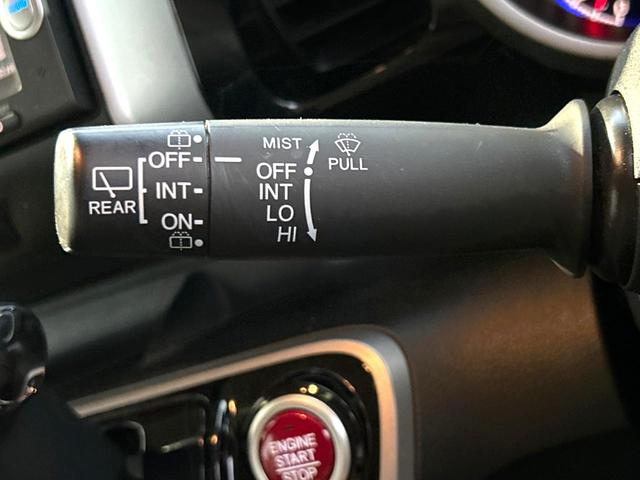 REAR
OFF
INT
ON
MIST
OFF
INT
LO
HI
PULL
ENGINE
START
STOP